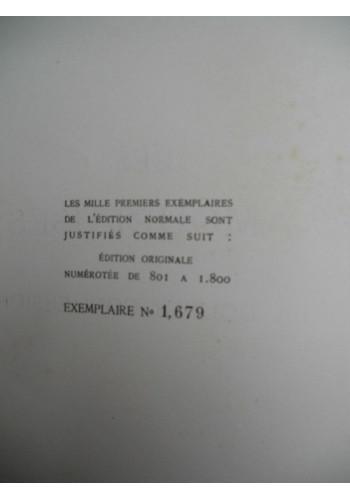 LES MILLE PREMIERS EXEMPLAIRES
DE L'ÉDITION NORMALE SONT
JUSTIFIÉS COMME SUIT :
ÉDITION ORIGINALE
NUMÉROTÉE DE 801 A 1.800
EXEMPLAIRE Nº 1,679